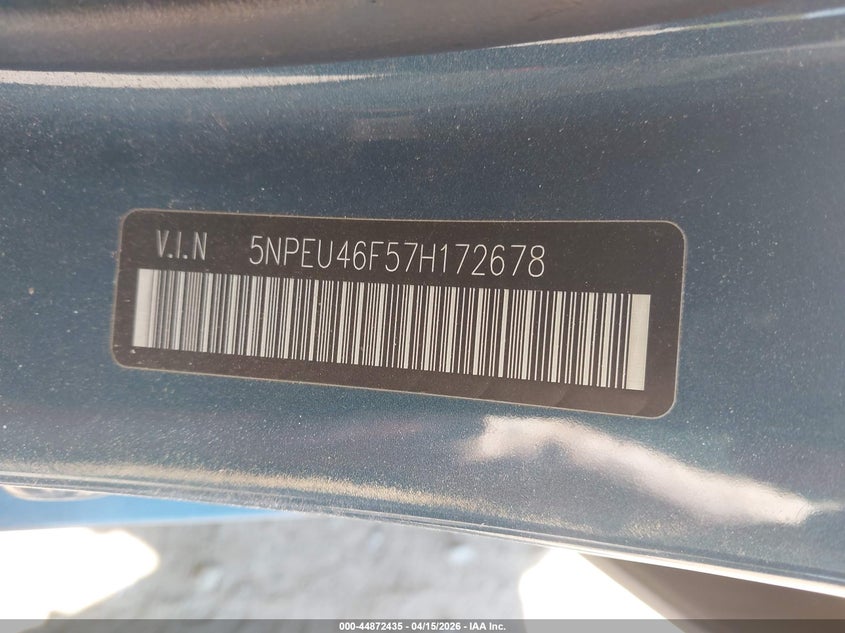 V.I.N 5NPEU46F57H172678
000-44872435 - 04/15/2026 - IAA Inc.